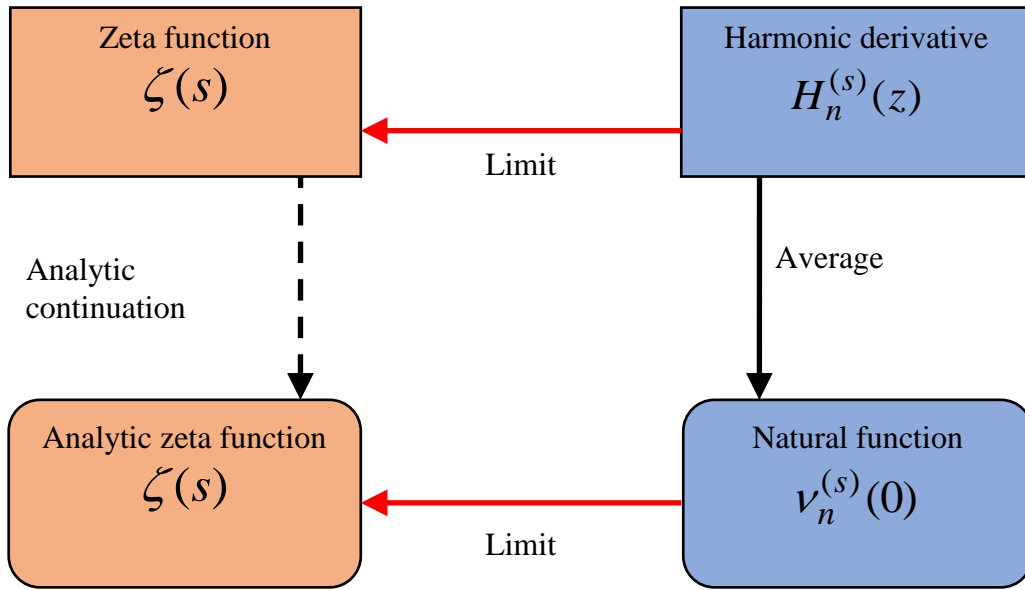 Zeta function
ζ(s)
Harmonic derivative
H_n^{(s)}(z)
Limit
Analytic
continuation
Average
Analytic zeta function
ζ(s)
Natural function
ν_n^{(s)}(0)
Limit